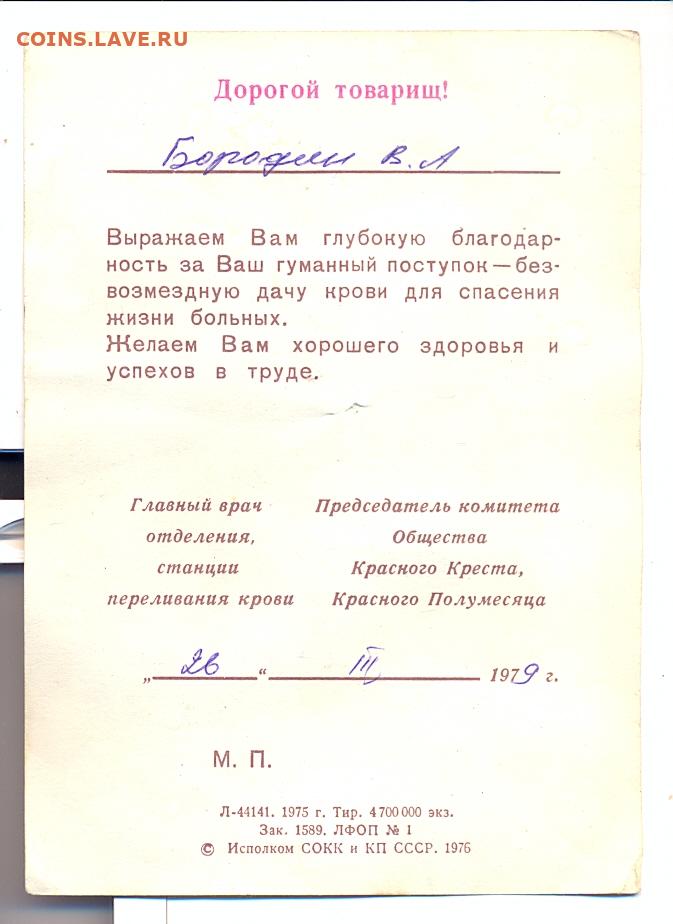 COINS.LAVE.RU
Дорогой товарищ!
Бородин В. А
Выражаем Вам глубокую благодар-
ность за Ваш гуманный поступок—без-
возмездную дачу крови для спасения
жизни больных.
Желаем Вам хорошего здоровья и
успехов в труде.
Главный врач
отделения,
станции
переливания крови
Председатель комитета
Общества
Красного Креста,
Красного Полумесяца
„26“ III 1979 г.
М. П.
Л-44141. 1975 г. Тир. 4 700 000 экз.
Зак. 1589. ЛФОП № 1
© Исполком СОКК и КП СССР. 1976